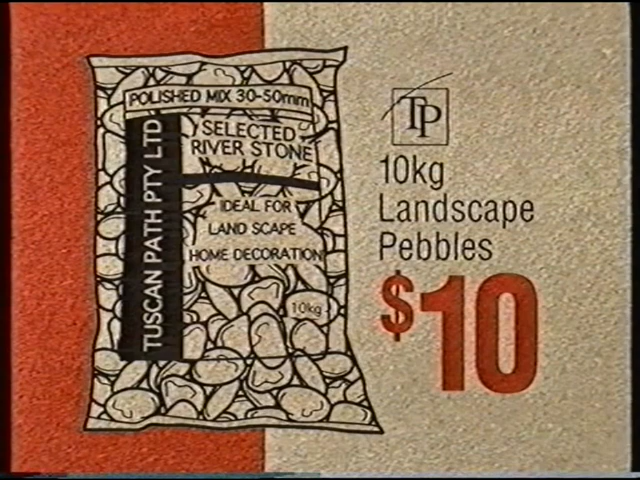 POLISHED MIX 30-50mm
SELECTED
RIVER STONE
TUSCAN PATH PTY LTD
IDEAL FOR
LAND SCAPE
HOME DECORATION
10kg
TP
10kg
Landscape
Pebbles
$10